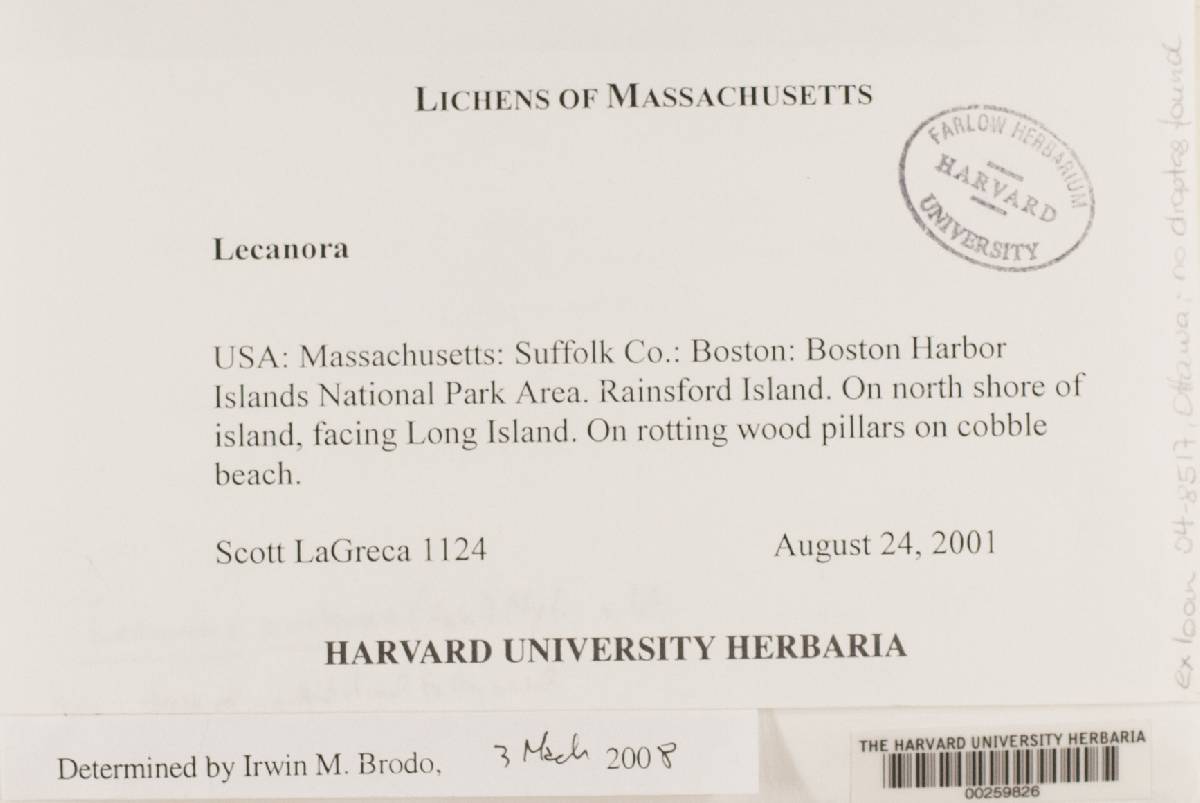 LICHENS OF MASSACHUSETTS
FARLOW HERBARIUM
HARVARD
UNIVERSITY
Lecanora
USA: Massachusetts: Suffolk Co.: Boston: Boston Harbor
Islands National Park Area. Rainsford Island. On north shore of
island, facing Long Island. On rotting wood pillars on cobble
beach.
Scott LaGreca 1124 August 24, 2001
HARVARD UNIVERSITY HERBARIA
ex loan 04-8517, Ottawa; no found
Determined by Irwin M. Brodo, 3 March 2008
THE HARVARD UNIVERSITY HERBARIA
00259826